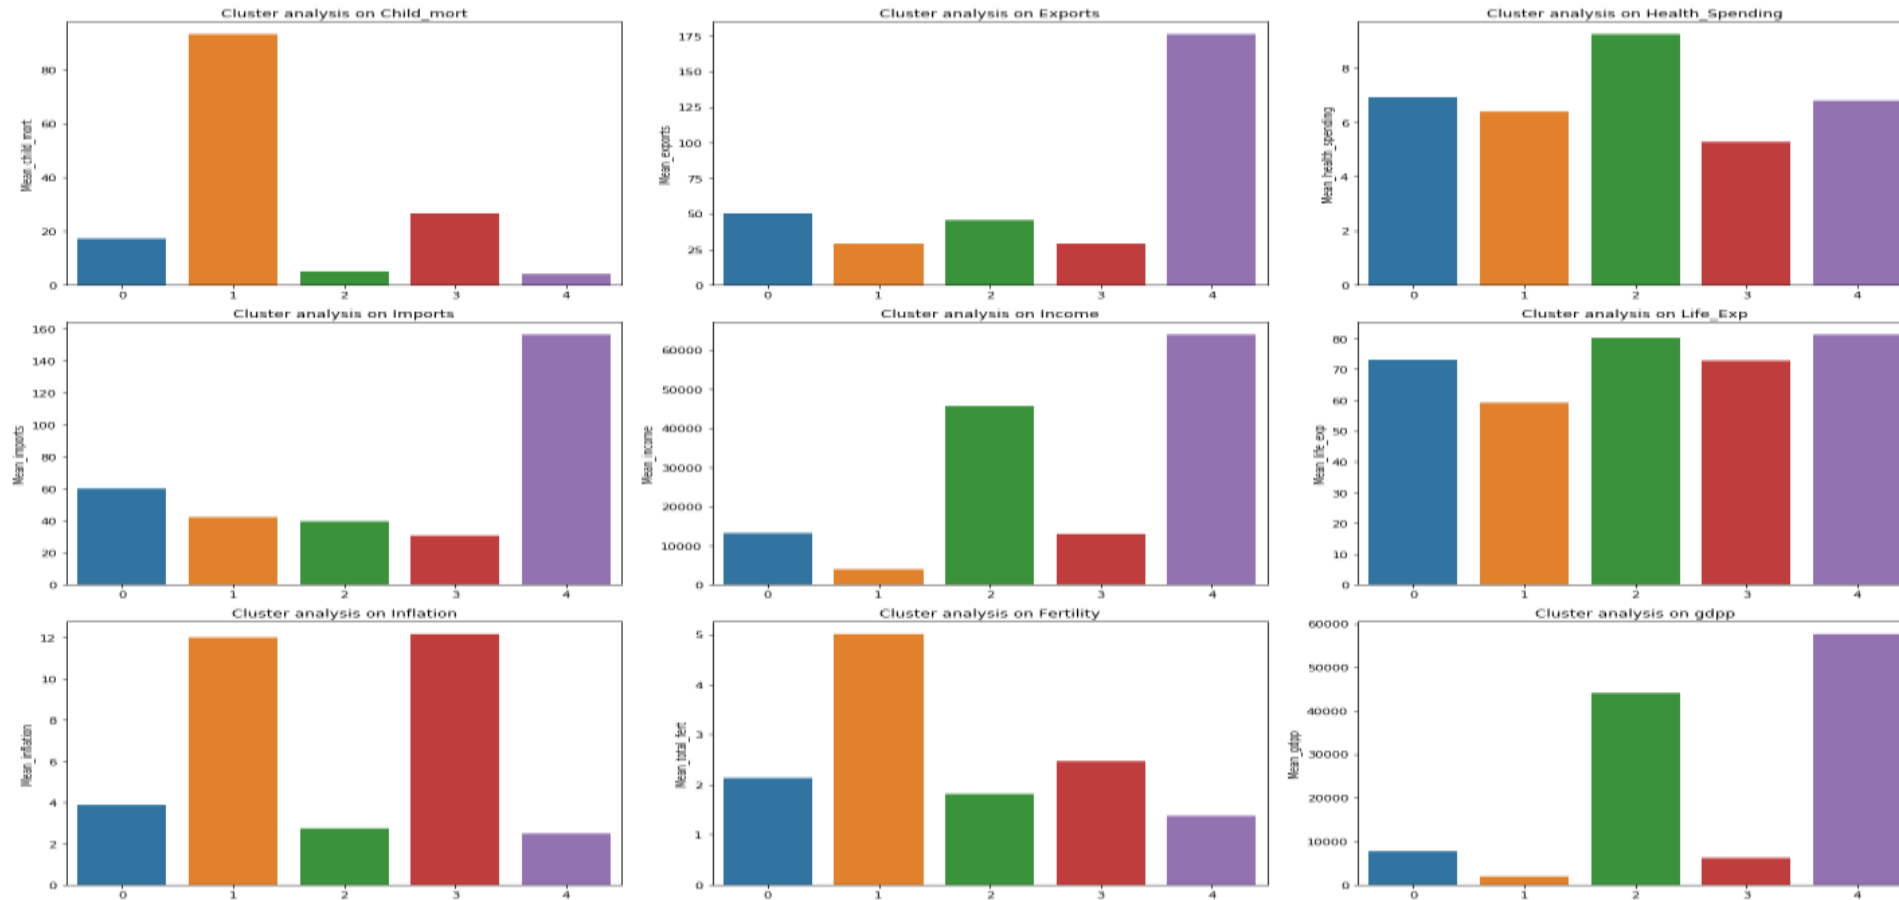 Cluster analysis on Child_mort
Mean_child_mort
80
60
40
20
0
0 1 2 3 4
Cluster analysis on Exports
Mean_exports
175
150
125
100
75
50
25
0
0 1 2 3 4
Cluster analysis on Health_Spending
Mean_health_spending
8
6
4
2
0
0 1 2 3 4
Cluster analysis on Imports
Mean_imports
160
140
120
100
80
60
40
20
0
0 1 2 3 4
Cluster analysis on Income
Mean_income
60000
50000
40000
30000
20000
10000
0
0 1 2 3 4
Cluster analysis on Life_Exp
Mean_life_exp
80
70
60
50
40
30
20
10
0
0 1 2 3 4
Cluster analysis on Inflation
Mean_inflation
12
10
8
6
4
2
0
0 1 2 3 4
Cluster analysis on Fertility
Mean_total_fert
5
4
3
2
1
0
0 1 2 3 4
Cluster analysis on gdpp
Mean_gdpp
60000
50000
40000
30000
20000
10000
0
0 1 2 3 4